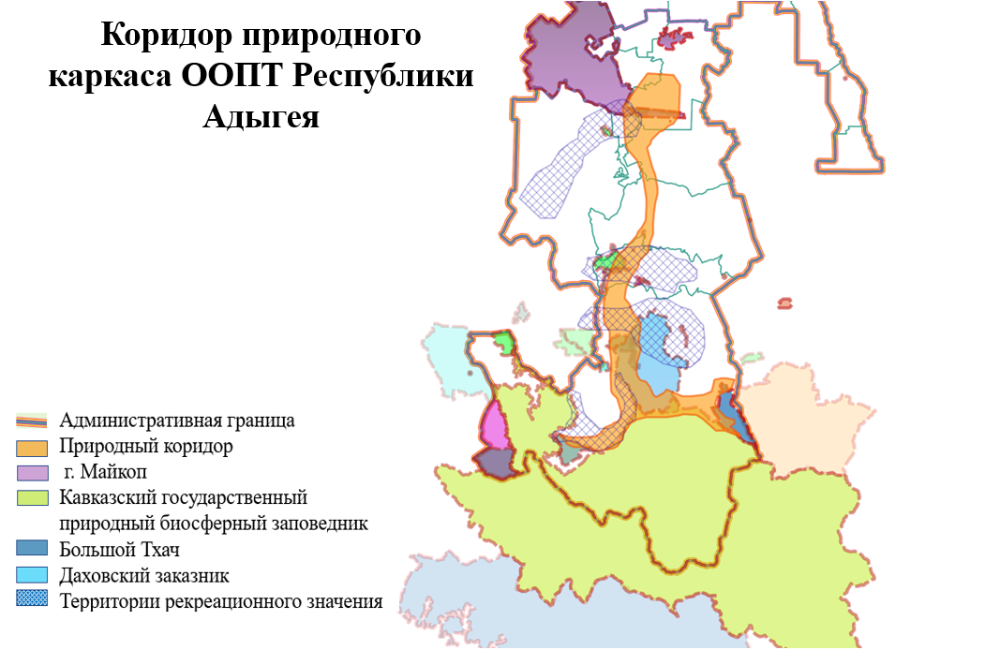 Коридор природного
каркаса ООПТ Республики
Адыгея
Административная граница
Природный коридор
г. Майкоп
Кавказский государственный
природный биосферный заповедник
Большой Тхач
Даховский заказник
Территории рекреационного значения